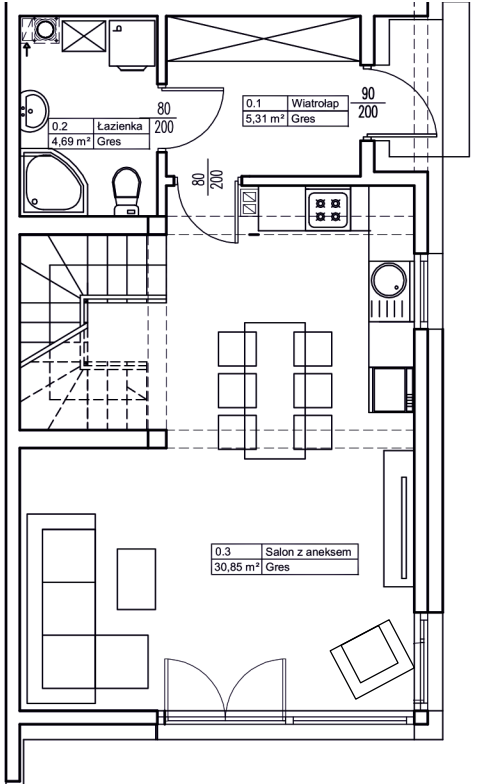 b
90
200
0.1 Wiatrołap
5,31 m² Gres
80
200
0.2 Łazienka
4,69 m² Gres
80
200
0.3 Salon z aneksem
30,85 m² Gres